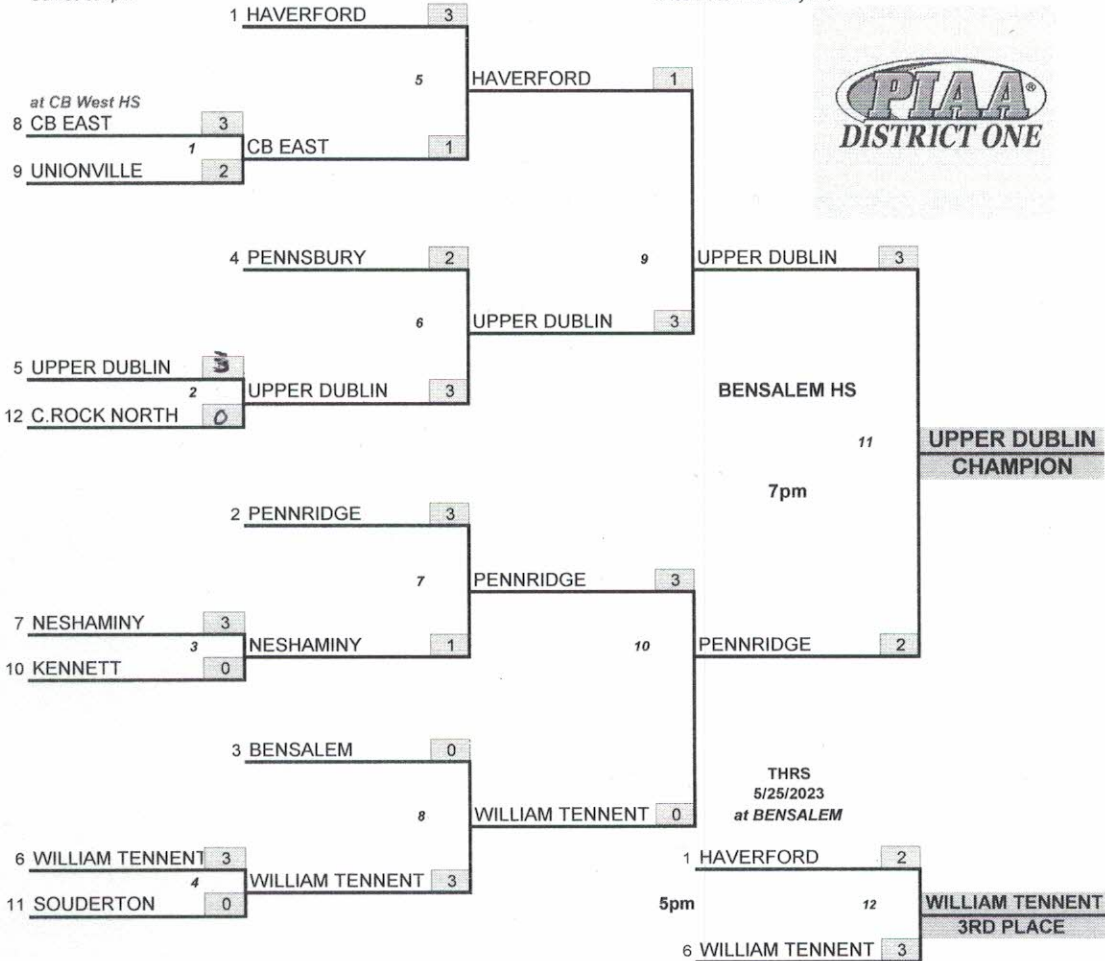 1 HAVERFORD 3
5 HAVERFORD 1
at CB West HS
8 CB EAST 3
1 CB EAST 1
9 UNIONVILLE 2
PIAA®
DISTRICT ONE
4 PENNSBURY 2
9 UPPER DUBLIN 3
6 UPPER DUBLIN 3
5 UPPER DUBLIN 3
2 UPPER DUBLIN 3
12 C.ROCK NORTH 0
BENSALEM HS
11 UPPER DUBLIN
CHAMPION
7pm
2 PENNRIDGE 3
7 PENNRIDGE 3
7 NESHAMINY 3
3 NESHAMINY 1
10 KENNETT 0
10 PENNRIDGE 2
3 BENSALEM 0
THRS
5/25/2023
at BENSALEM
8 WILLIAM TENNENT 0
6 WILLIAM TENNENT 3
4 WILLIAM TENNENT 3
11 SOUDERTON 0
1 HAVERFORD 2
5pm
12 WILLIAM TENNENT
3RD PLACE
6 WILLIAM TENNENT 3